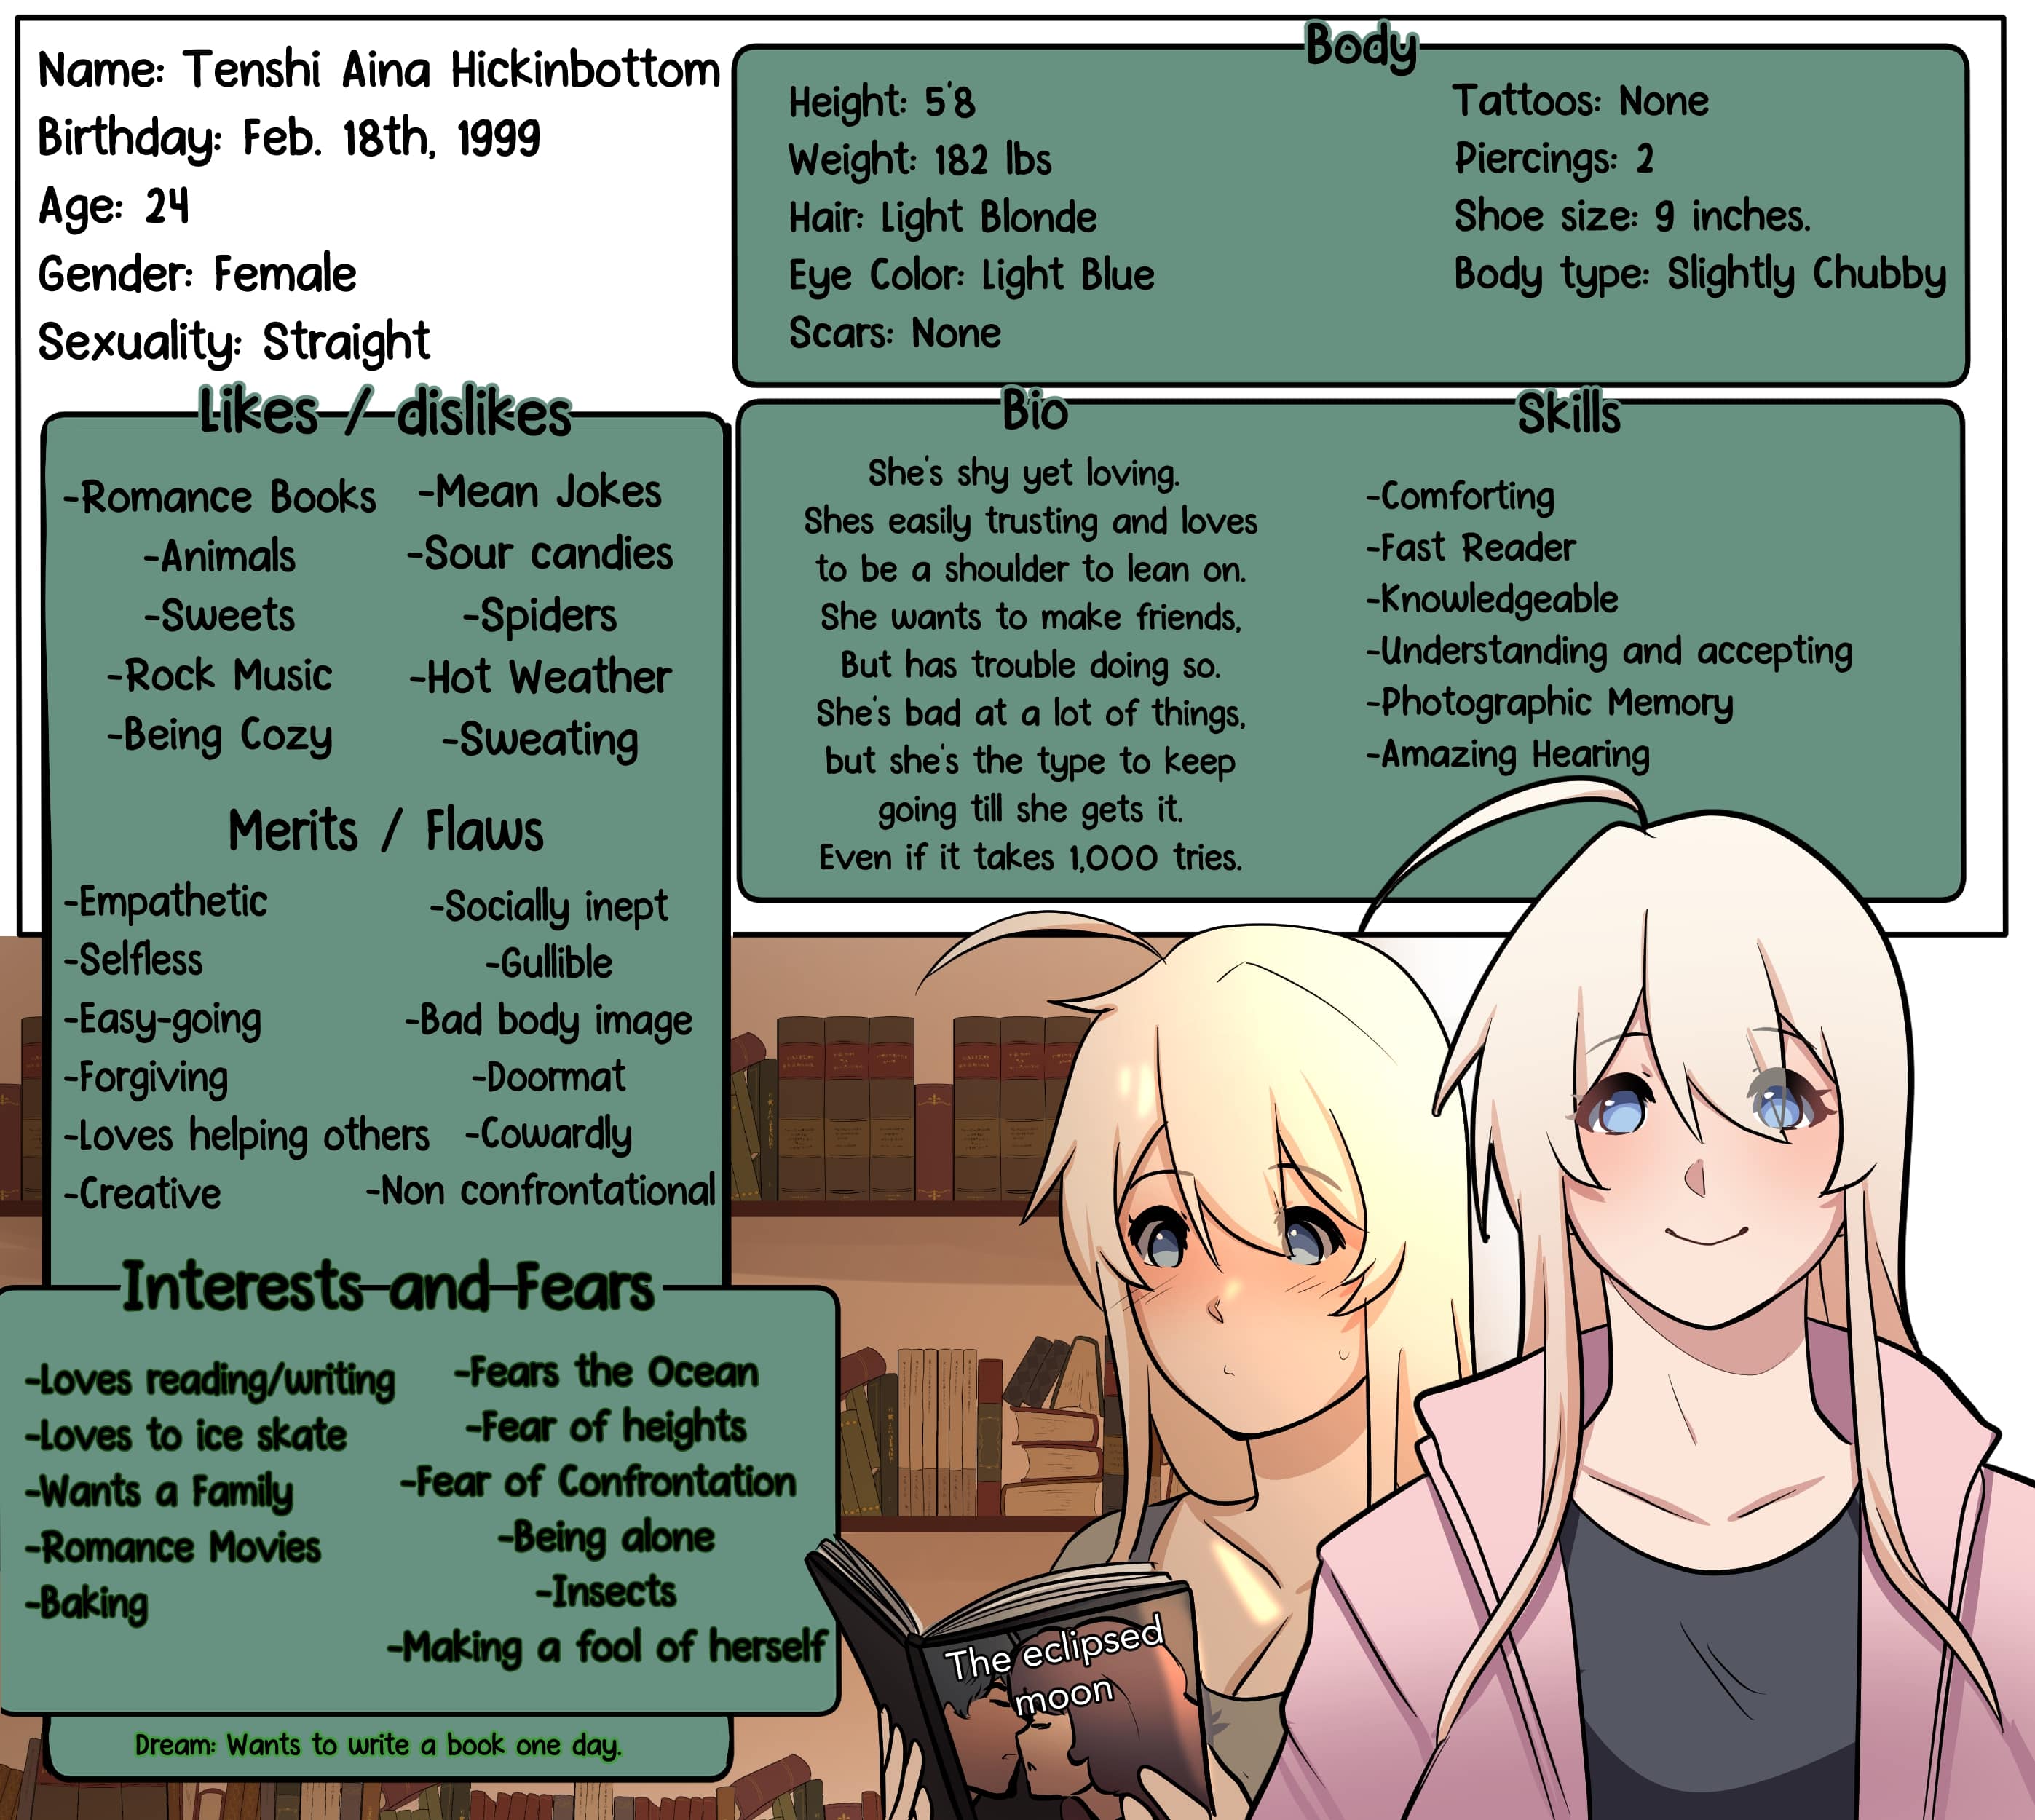 Name: Tenshi Aina Hickinbottom
Birthday: Feb. 18th, 1999
Age: 24
Gender: Female
Sexuality: Straight
Body
Height: 5'8
Weight: 182 lbs
Hair: Light Blonde
Eye Color: Light Blue
Scars: None
Tattoos: None
Piercings: 2
Shoe size: 9 inches.
Body type: Slightly Chubby
Likes / dislikes
-Romance Books
-Animals
-Sweets
-Rock Music
-Being Cozy
-Mean Jokes
-Sour candies
-Spiders
-Hot Weather
-Sweating
Merits / Flaws
-Empathetic
-Selfless
-Easy-going
-Forgiving
-Loves helping others
-Creative
-Socially inept
-Gullible
-Bad body image
-Doormat
-Cowardly
-Non confrontational
Bio
She's shy yet loving.
Shes easily trusting and loves
to be a shoulder to lean on.
She wants to make friends,
But has trouble doing so.
She's bad at a lot of things,
but she's the type to keep
going till she gets it.
Even if it takes 1,000 tries.
Skills
-Comforting
-Fast Reader
-Knowledgeable
-Understanding and accepting
-Photographic Memory
-Amazing Hearing
Interests and Fears
-Loves reading/writing
-Loves to ice skate
-Wants a Family
-Romance Movies
-Baking
-Fears the Ocean
-Fear of heights
-Fear of Confrontation
-Being alone
-Insects
-Making a fool of herself
Dream: Wants to write a book one day.
The eclipsed
moon